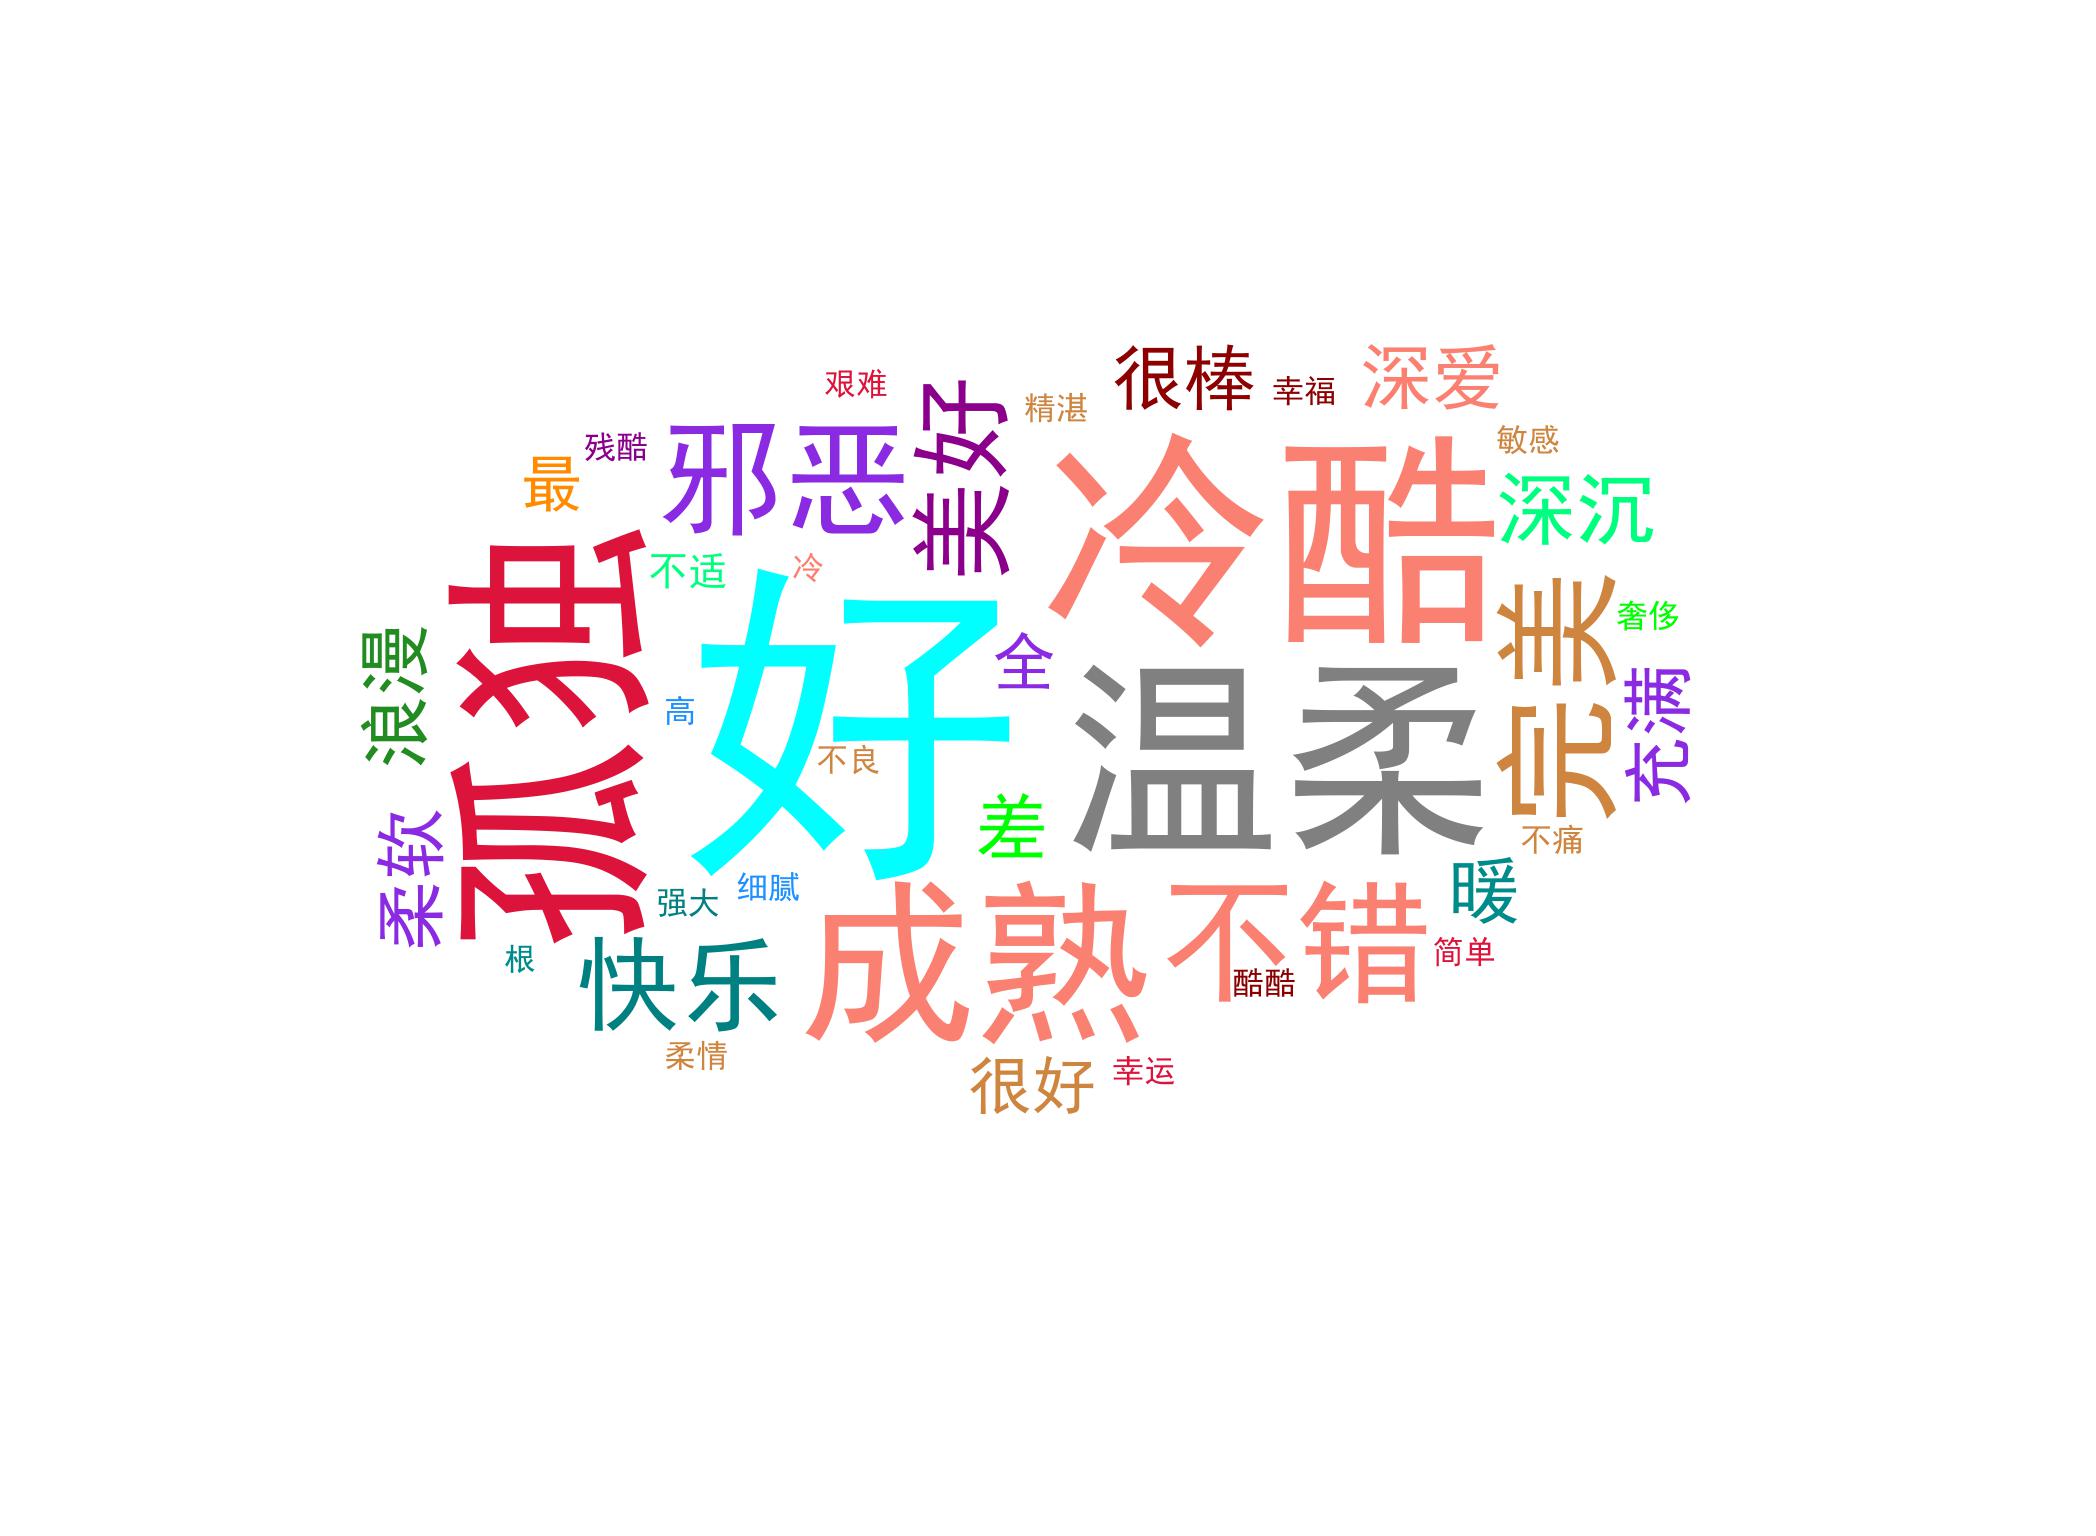 很棒
深爱
艰难
幸福
精湛
美好
残酷
邪恶
敏感
最
冷酷
深沉
不适
冷
奢侈
孤独
好
全
完美
浪漫
高
温柔
充满
不良
差
不痛
柔软
强大
细腻
暖
根
快乐
成熟
不错
简单
酷酷
柔情
很好
幸运